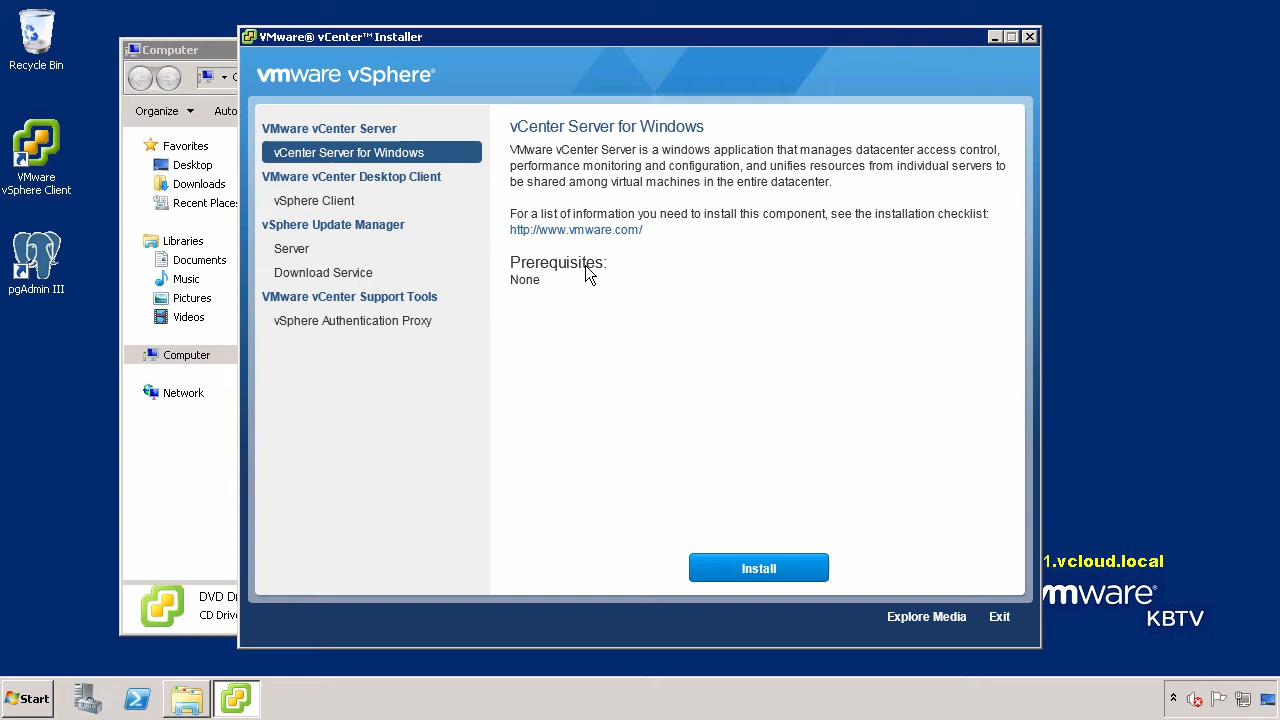 Recycle Bin
VMware
vSphere Client
pgAdmin III
Computer
Organize
Auto
Favorites
Desktop
Downloads
Recent Places
Libraries
Documents
Music
Pictures
Videos
Computer
Network
DVD Dri
CD Drive
VMware® vCenter™ Installer
vmware vSphere®
VMware vCenter Server
vCenter Server for Windows
VMware vCenter Desktop Client
vSphere Client
vSphere Update Manager
Server
Download Service
VMware vCenter Support Tools
vSphere Authentication Proxy
vCenter Server for Windows
VMware vCenter Server is a windows application that manages datacenter access control,
performance monitoring and configuration, and unifies resources from individual servers to
be shared among virtual machines in the entire datacenter.
For a list of information you need to install this component, see the installation checklist:
http://www.vmware.com/
Prerequisites:
None
Install
Explore Media
Exit
1.vcloud.local
vmware®
KBTV
Start